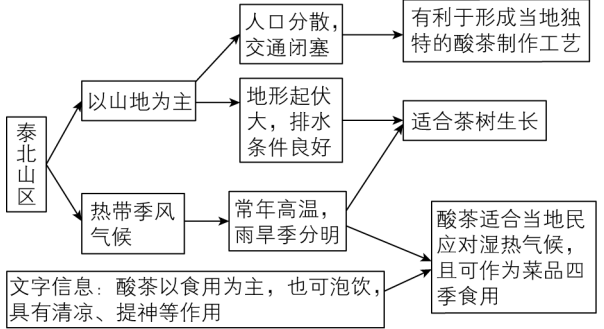 人口分散，
交通闭塞
有利于形成当地独
特的酸茶制作工艺
以山地为主
地形起伏
大，排水
条件良好
适合茶树生长
泰
北
山
区
热带季风
气候
常年高温，
雨旱季分明
酸茶适合当地民
应对湿热气候，
且可作为菜品四
季食用
文字信息：酸茶以食用为主，也可泡饮，
具有清凉、提神等作用